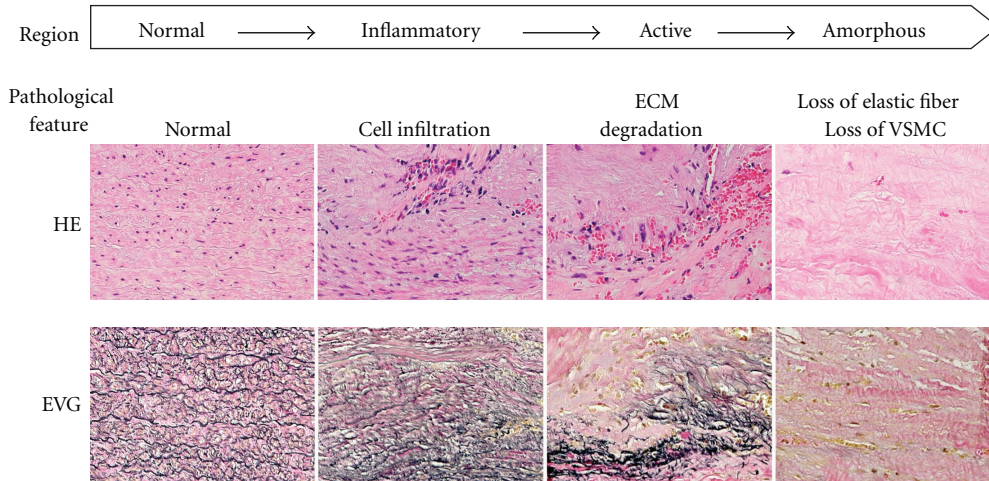 Region Normal Inflammatory Active Amorphous
Pathological
feature
Normal
Cell infiltration
ECM
degradation
Loss of elastic fiber
Loss of VSMC
HE
EVG